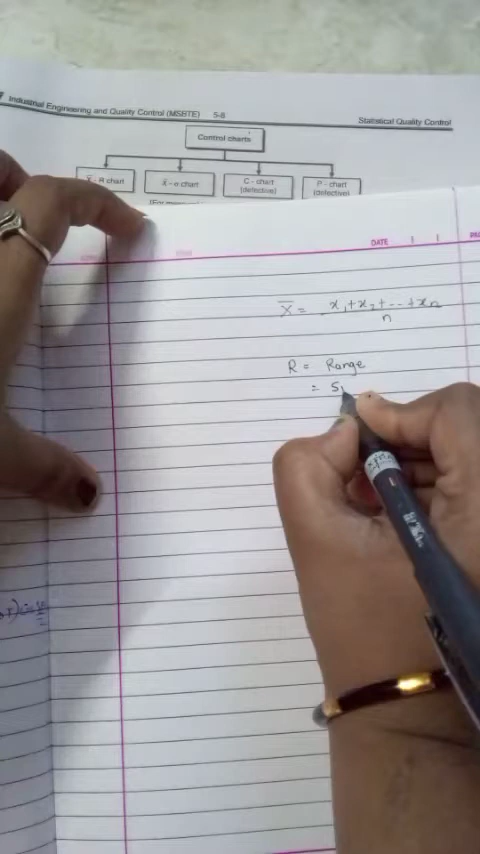 Industrial Engineering and Quality Control (MSBTE) 5-8 Statistical Quality Control
Control charts
X̄ - R chart X̄ - σ chart C - chart (defective) P - chart (defective)
DATE
X̄ = x₁+x₂+...+xₙ / n
R = Range
= S